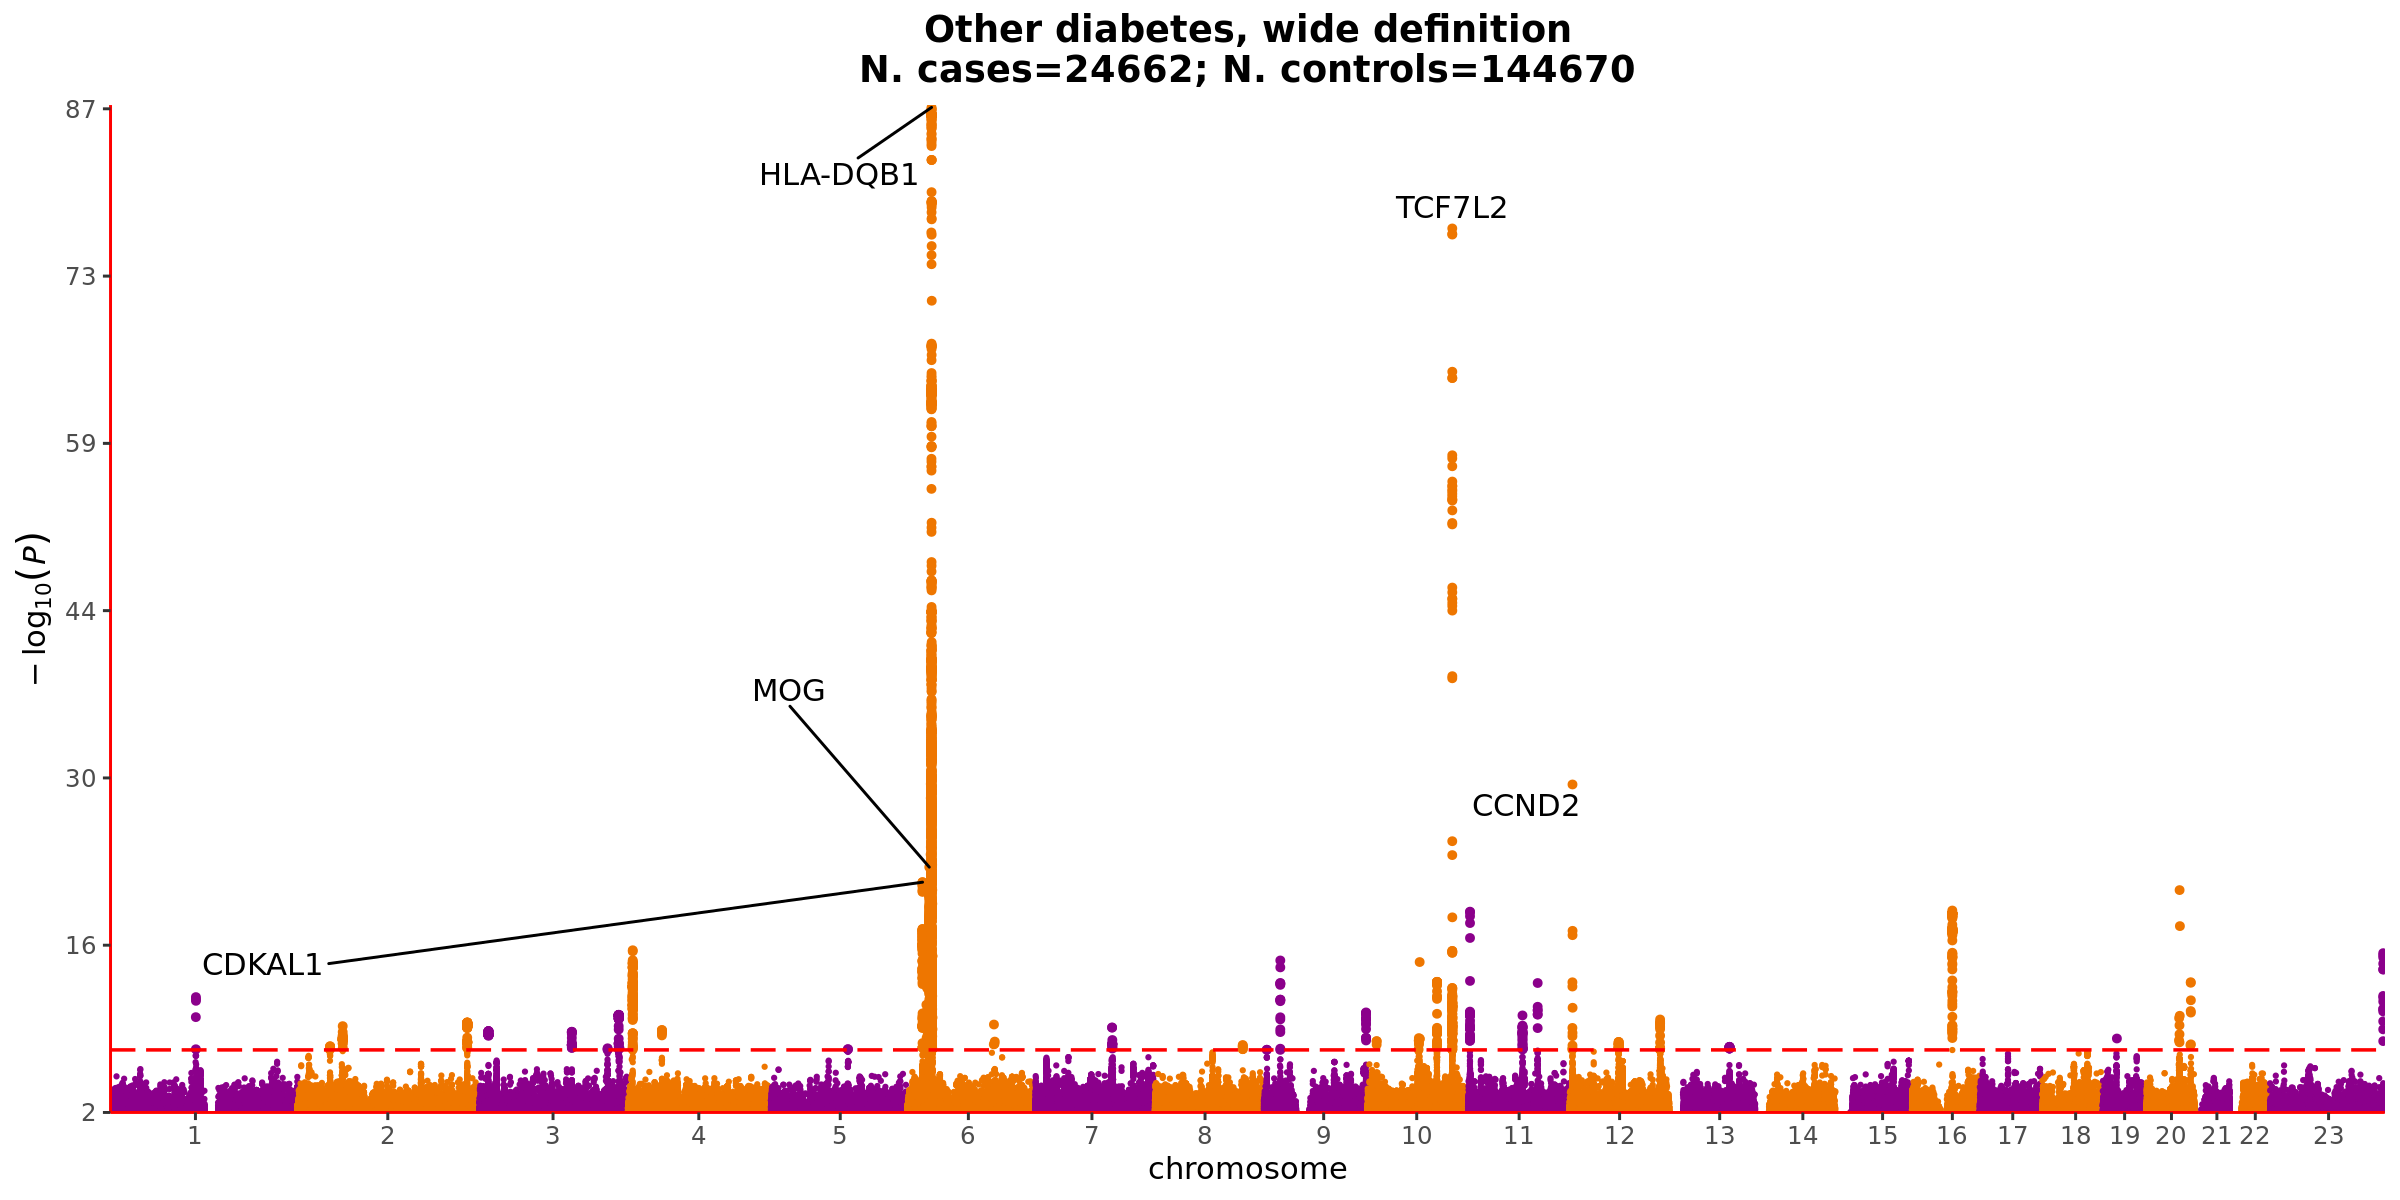 Other diabetes, wide definition
N. cases=24662; N. controls=144670
87
73
59
44
30
16
2
− log10(P)
HLA-DQB1
TCF7L2
MOG
CCND2
CDKAL1
1 2 3 4 5 6 7 8 9 10 11 12 13 14 15 16 17 18 19 20 21 22 23
chromosome